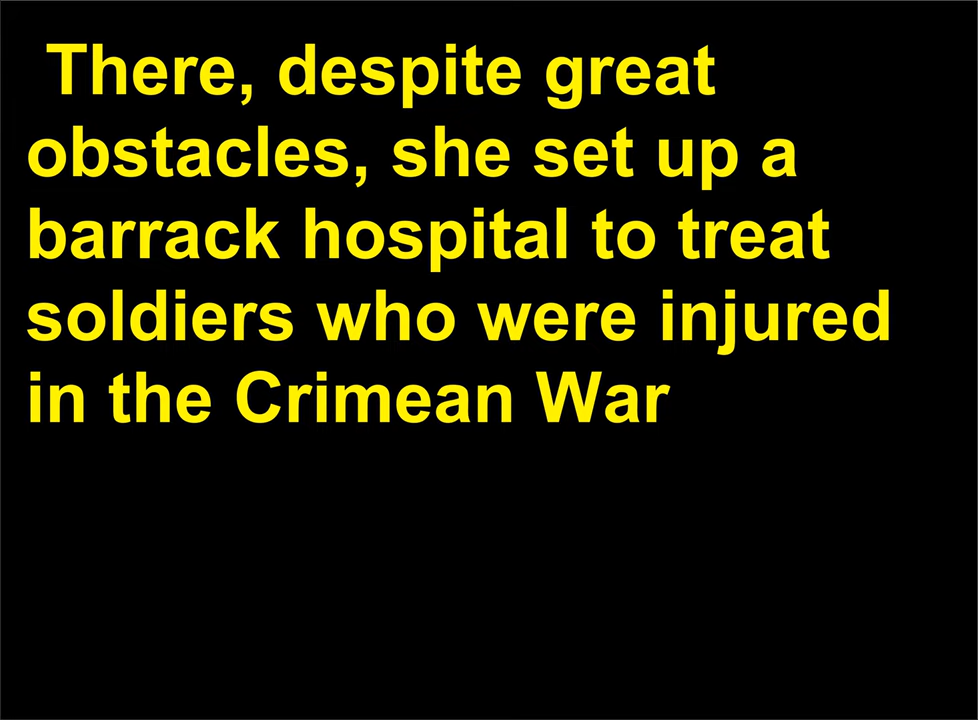 There, despite great
obstacles, she set up a
barrack hospital to treat
soldiers who were injured
in the Crimean War